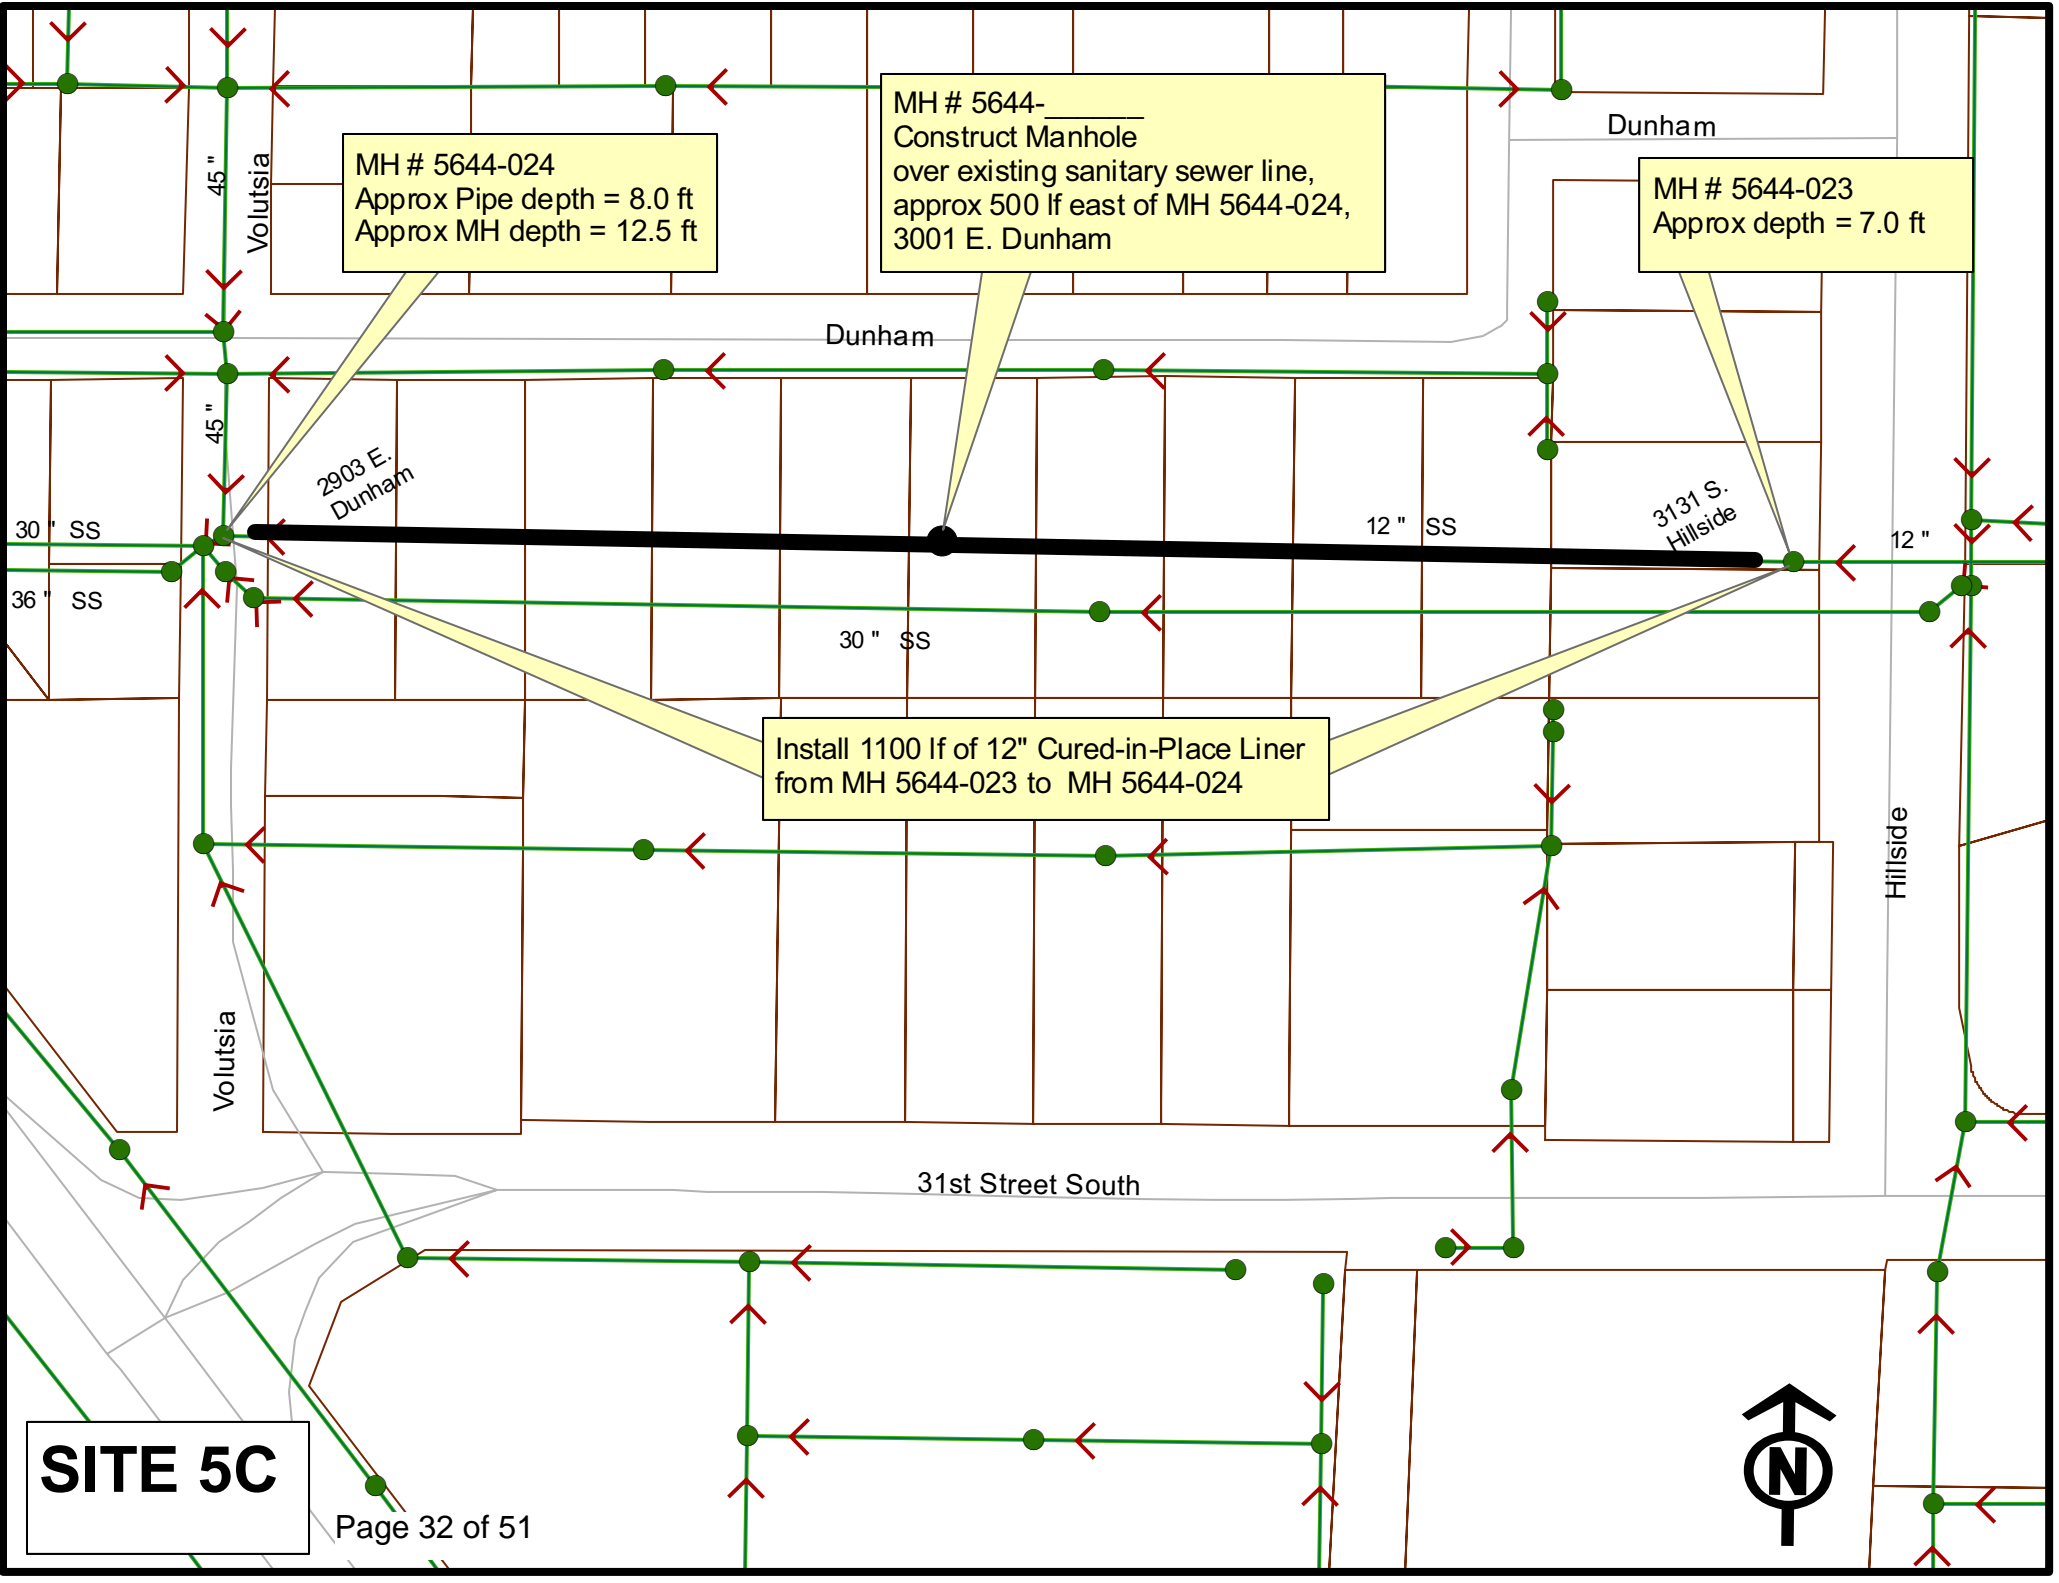 MH # 5644-______
Construct Manhole
over existing sanitary sewer line,
approx 500 lf east of MH 5644-024,
3001 E. Dunham
Dunham
MH # 5644-024
Approx Pipe depth = 8.0 ft
Approx MH depth = 12.5 ft
MH # 5644-023
Approx depth = 7.0 ft
45 "
Volutsia
Dunham
45 "
2903 E.
Dunham
3131 S.
Hillside
30 " SS
12 " SS
12 "
36 " SS
30 " SS
Install 1100 lf of 12" Cured-in-Place Liner
from MH 5644-023 to MH 5644-024
Hillside
Volutsia
31st Street South
SITE 5C
N
Page 32 of 51